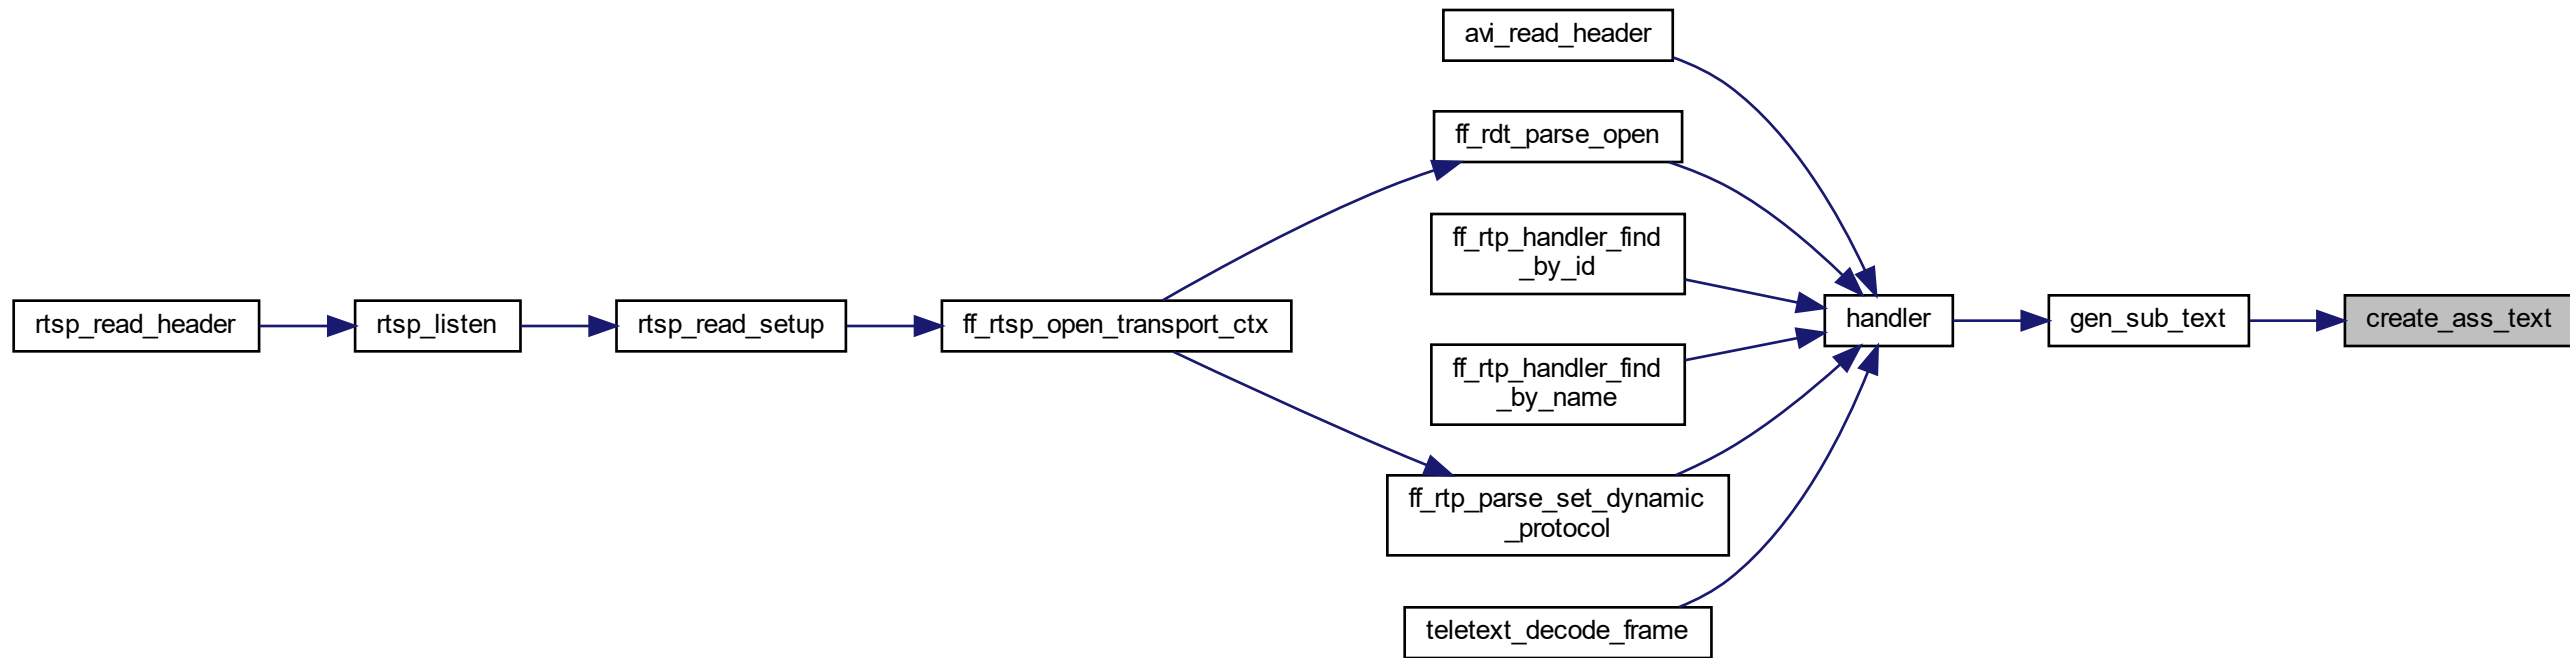 avi_read_header
ff_rdt_parse_open
ff_rtp_handler_find
_by_id
rtsp_read_header
rtsp_listen
rtsp_read_setup
ff_rtsp_open_transport_ctx
handler
gen_sub_text
create_ass_text
ff_rtp_handler_find
_by_name
ff_rtp_parse_set_dynamic
_protocol
teletext_decode_frame